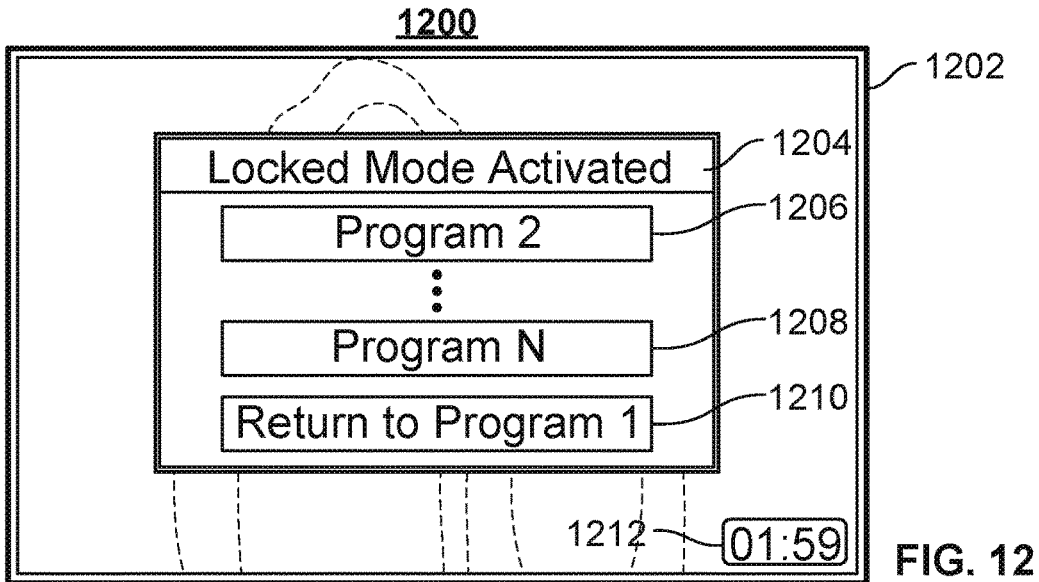 1200
1202
Locked Mode Activated
1204
Program 2
1206
Program N
1208
Return to Program 1
1210
1212
01:59
FIG. 12